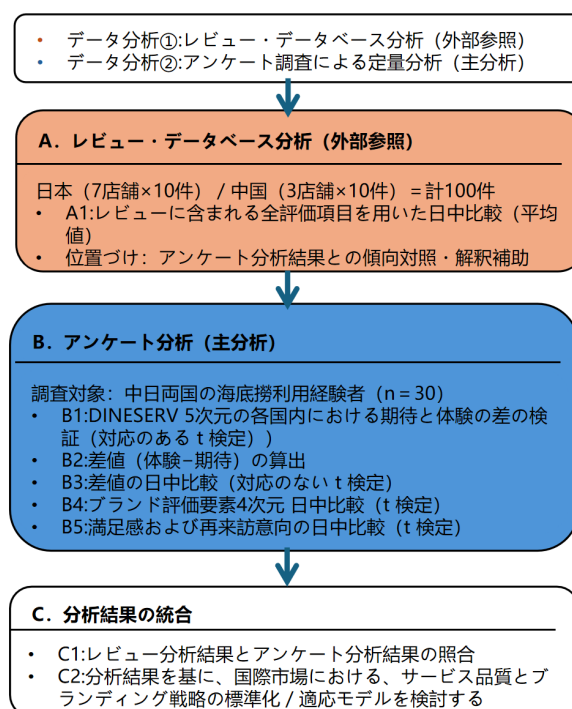 • データ分析①:レビュー・データベース分析（外部参照）
• データ分析②:アンケート調査による定量分析（主分析）
A. レビュー・データベース分析（外部参照）
日本（7店舗×10件）/ 中国（3店舗×10件）＝計100件
• A1:レビューに含まれる全評価項目を用いた日中比較（平均
値）
• 位置づけ：アンケート分析結果との傾向対照・解釈補助
B. アンケート分析（主分析）
調査対象：中日両国の海底撈利用経験者（n＝30）
• B1:DINESERV 5次元の各国内における期待と体験の差の検
証（対応のある t 検定））
• B2:差値（体験−期待）の算出
• B3:差値の日中比較（対応のない t 検定）
• B4:ブランド評価要素4次元 日中比較（t 検定）
• B5:満足感および再来訪意向の日中比較（t 検定）
C. 分析結果の統合
• C1:レビュー分析結果とアンケート分析結果の照合
• C2:分析結果を基に、国際市場における、サービス品質とブ
ランディング戦略の標準化 / 適応モデルを検討する